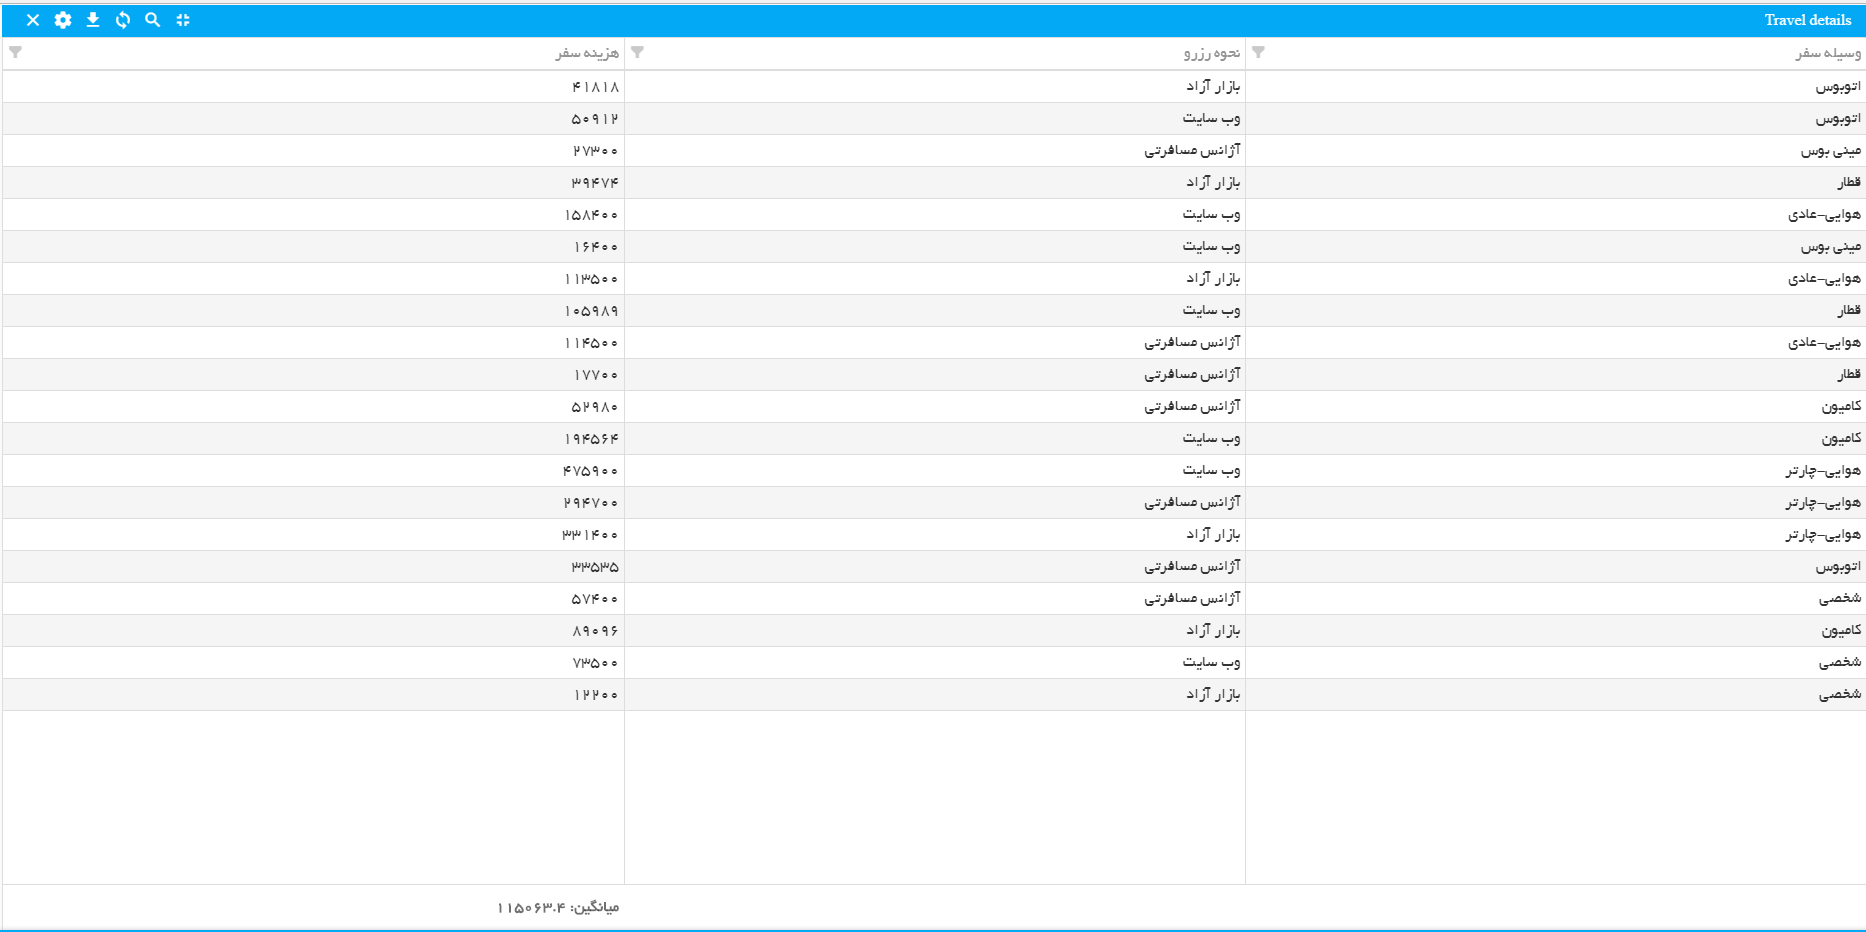 Travel details
وسیله سفر نحوه رزرو هزینه سفر
اتوبوس بازار آزاد ۴۱۸۱۸
اتوبوس وب سایت ۵۰۹۱۲
مینی بوس آژانس مسافرتی ۲۷۳۰۰
قطار بازار آزاد ۳۹۴۷۴
هوایی-عادی وب سایت ۱۵۸۴۰۰
مینی بوس وب سایت ۱۶۴۰۰
هوایی-عادی بازار آزاد ۱۱۳۵۰۰
قطار وب سایت ۱۰۵۹۸۹
هوایی-عادی آژانس مسافرتی ۱۱۴۵۰۰
قطار آژانس مسافرتی ۱۷۷۰۰
کامیون آژانس مسافرتی ۵۲۹۸۰
کامیون وب سایت ۱۹۴۵۶۴
هوایی-چارتر وب سایت ۴۷۵۹۰۰
هوایی-چارتر آژانس مسافرتی ۲۹۴۷۰۰
هوایی-چارتر بازار آزاد ۳۳۱۴۰۰
اتوبوس آژانس مسافرتی ۳۳۵۳۵
شخصی آژانس مسافرتی ۵۷۴۰۰
کامیون بازار آزاد ۸۹۰۹۶
شخصی وب سایت ۷۳۵۰۰
شخصی بازار آزاد ۱۲۲۰۰
میانگین: ۱۱۵۰۶۳.۴